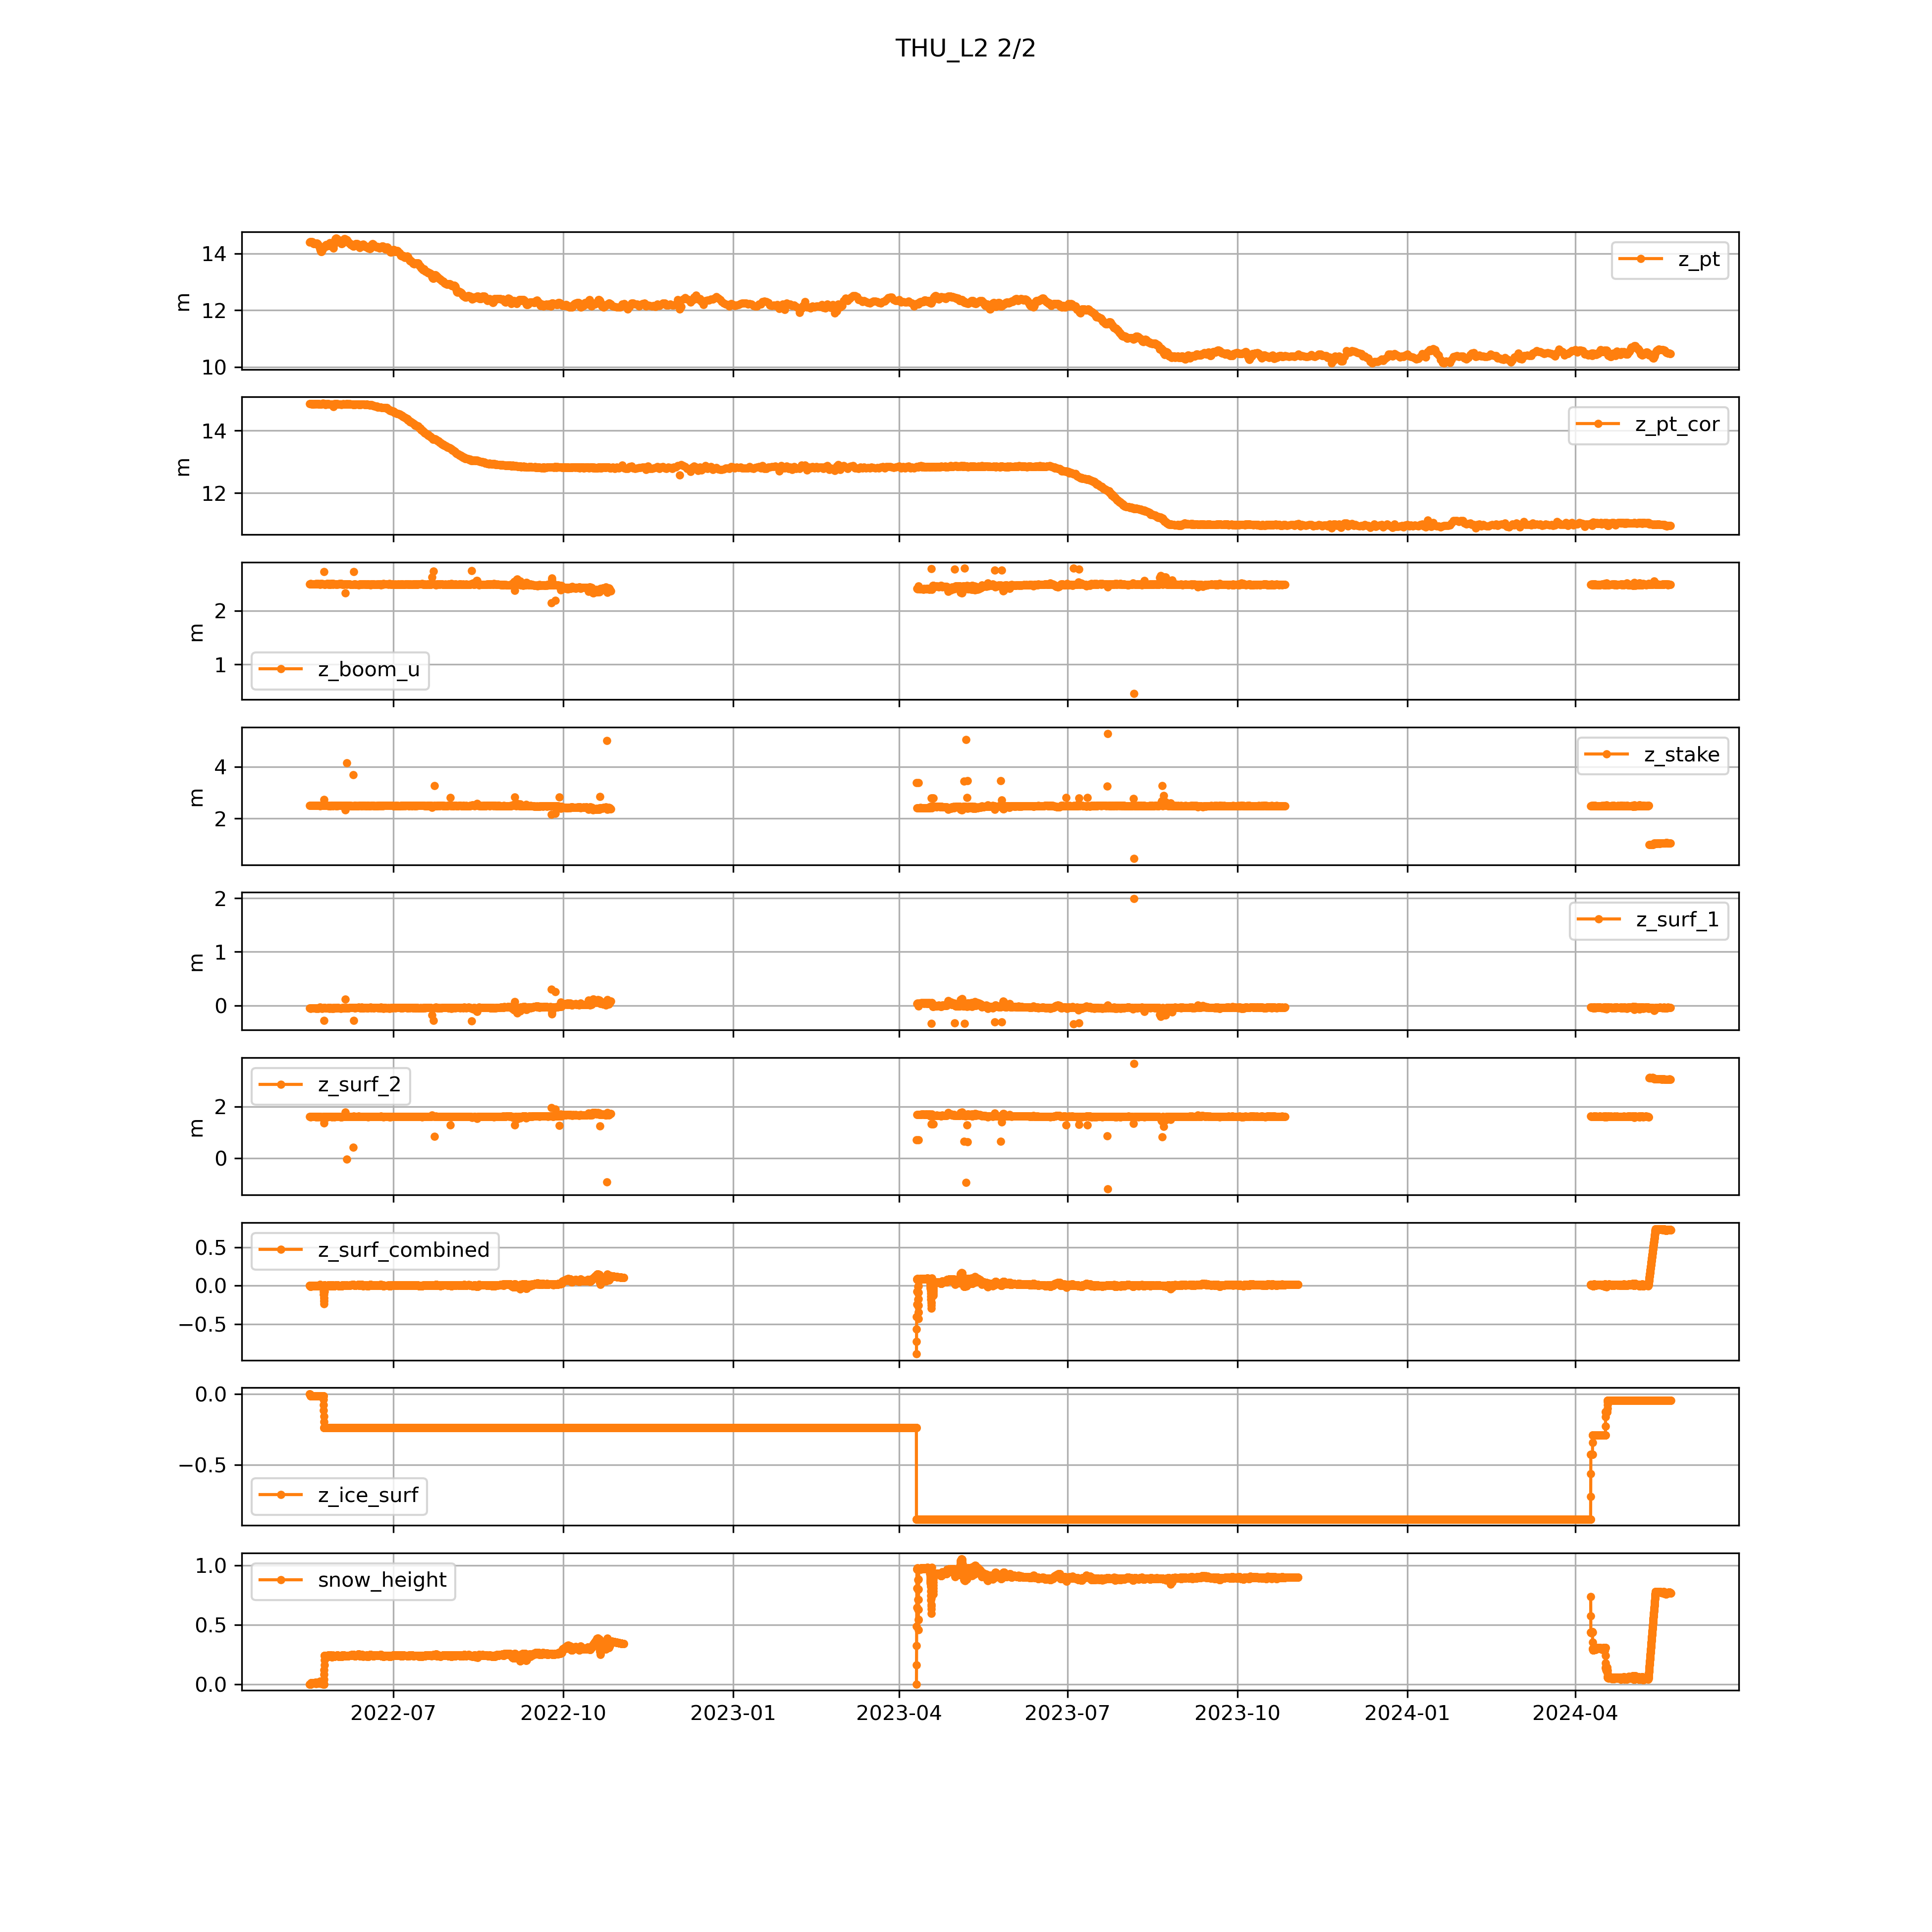 THU_L2 2/2
14
12
10
m
z_pt
14
12
m
z_pt_cor
2
1
m
z_boom_u
4
2
m
z_stake
2
1
0
m
z_surf_1
2
0
m
z_surf_2
0.5
0.0
−0.5
z_surf_combined
0.0
−0.5
z_ice_surf
1.0
0.5
0.0
snow_height
2022-07 2022-10 2023-01 2023-04 2023-07 2023-10 2024-01 2024-04